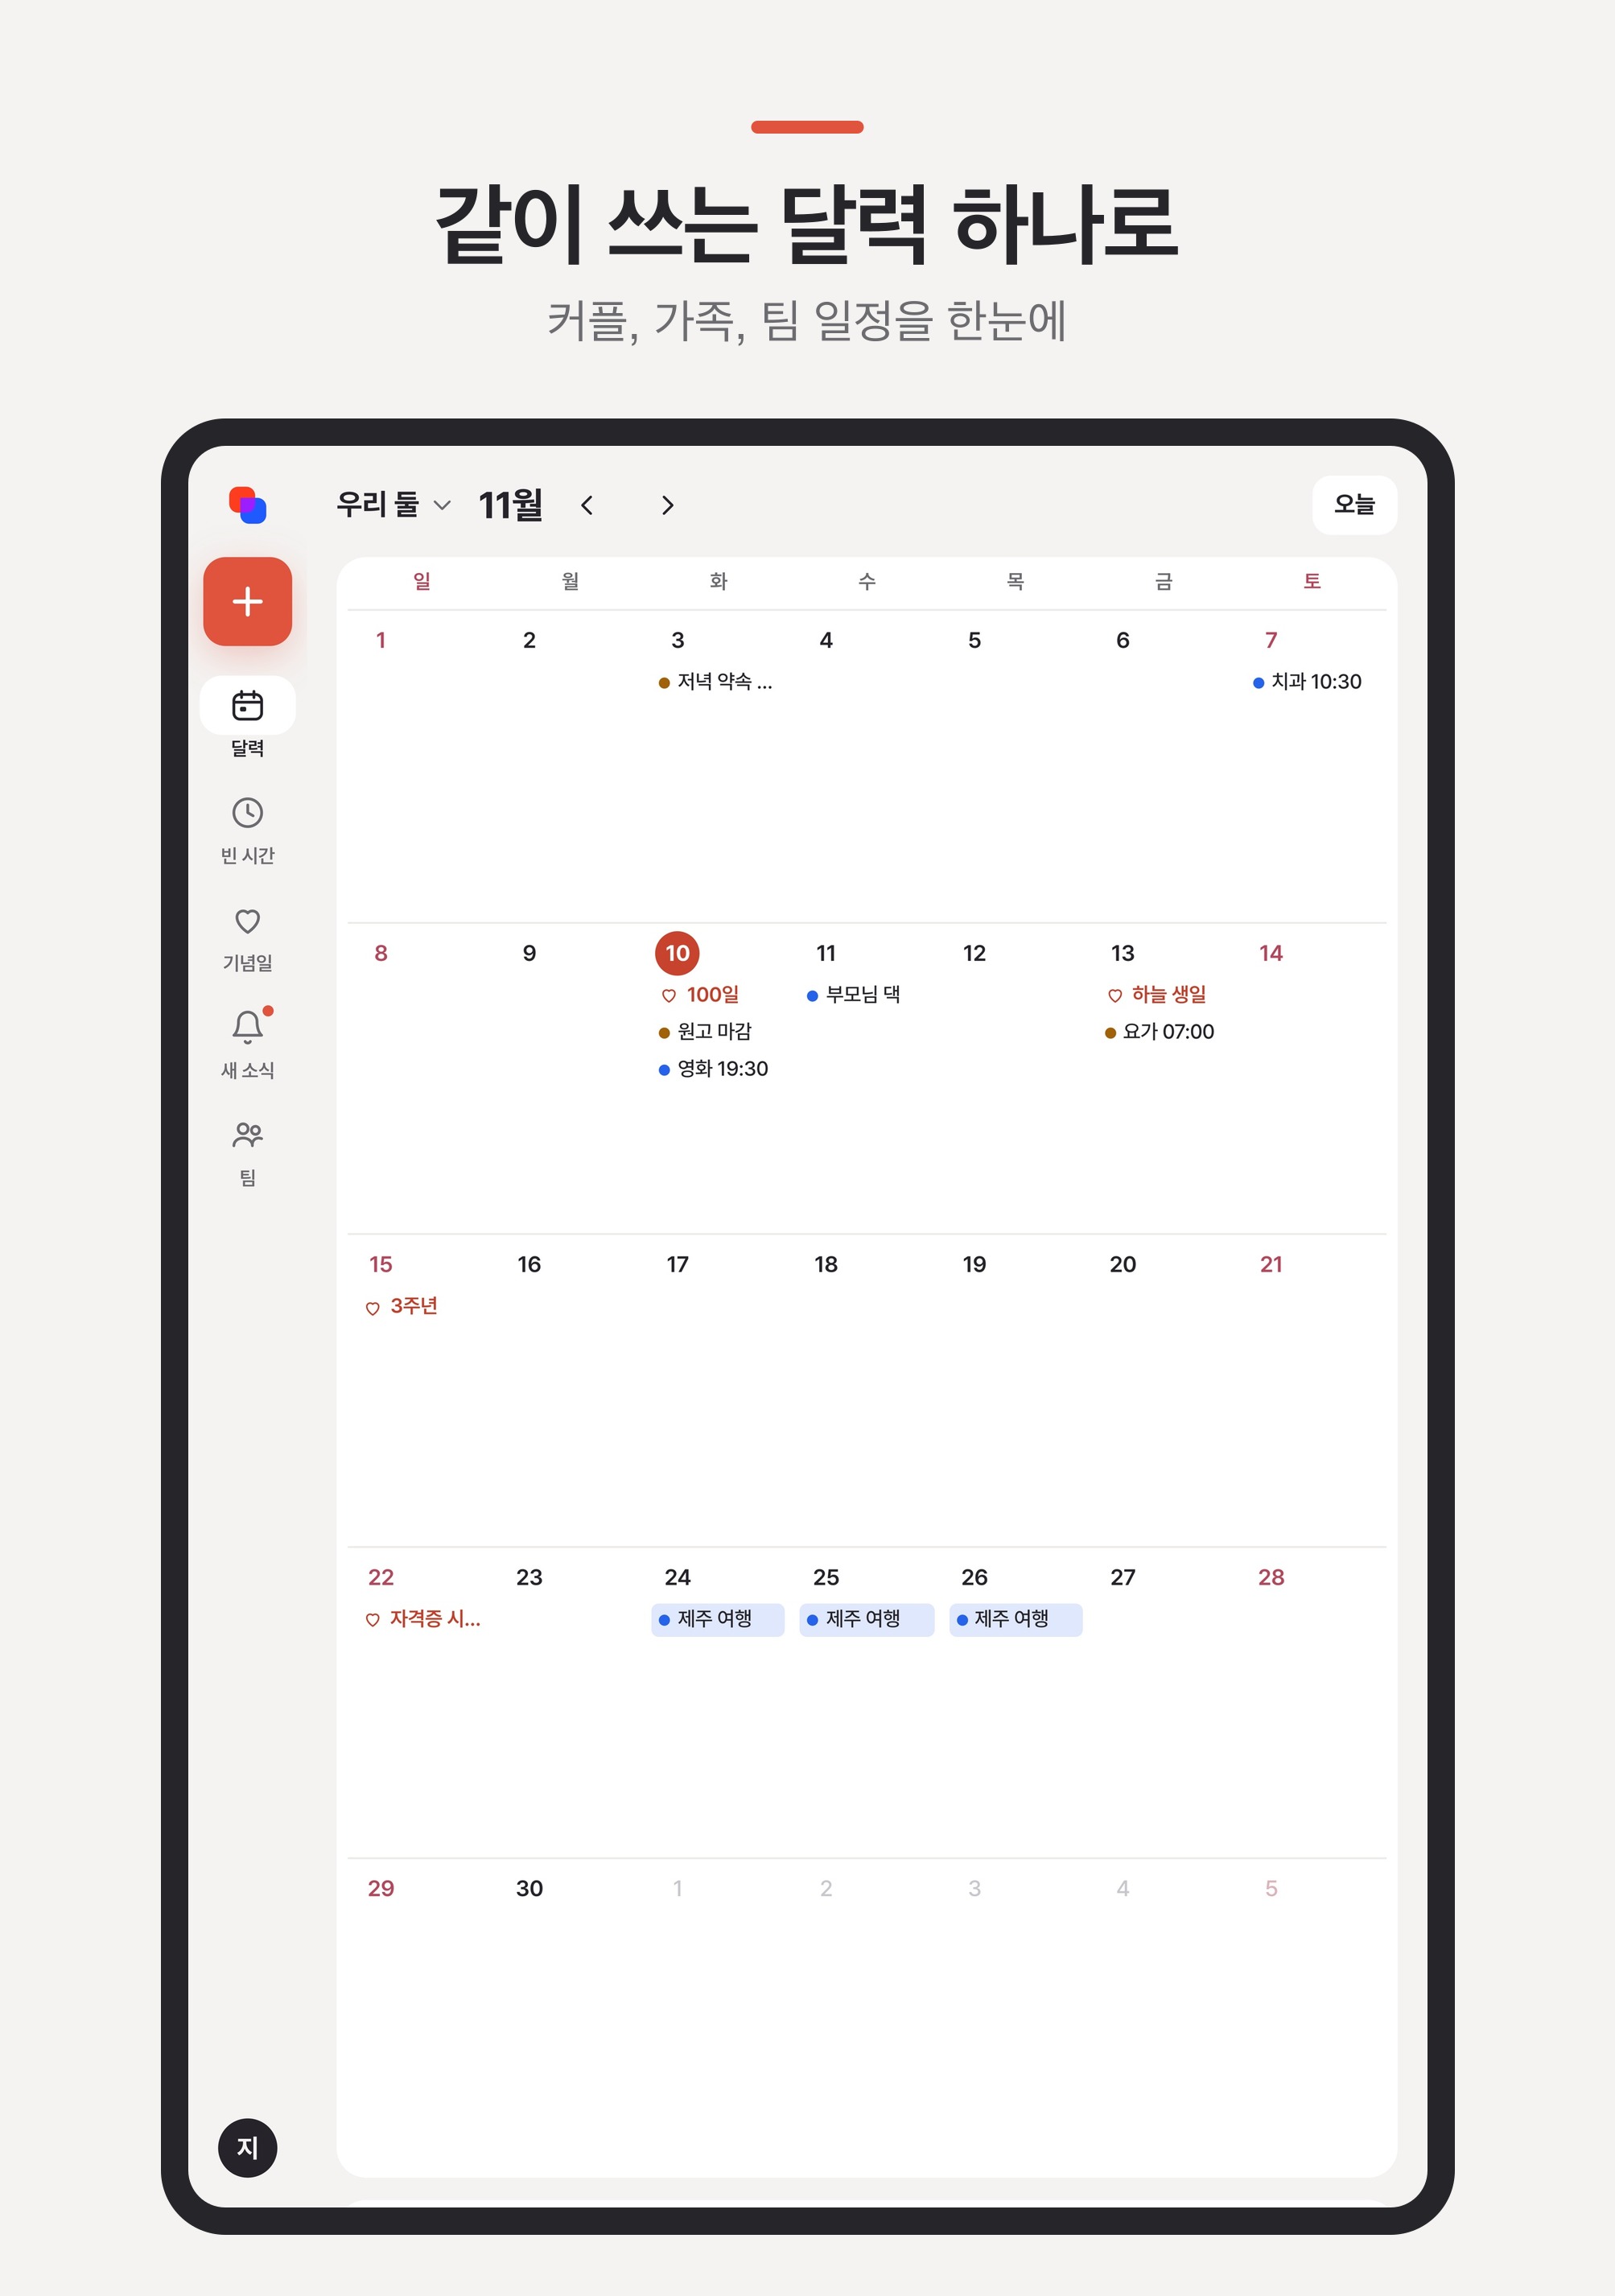 같이 쓰는 달력 하나로
커플, 가족, 팀 일정을 한눈에
우리 둘 11월 오늘
달력
빈 시간
기념일
새 소식
팀
지
일 월 화 수 목 금 토
1 2 3 4 5 6 7
저녁 약속 ... 치과 10:30
8 9 10 11 12 13 14
100일 부모님 댁 하늘 생일
원고 마감 요가 07:00
영화 19:30
15 16 17 18 19 20 21
3주년
22 23 24 25 26 27 28
자격증 시... 제주 여행 제주 여행 제주 여행
29 30 1 2 3 4 5